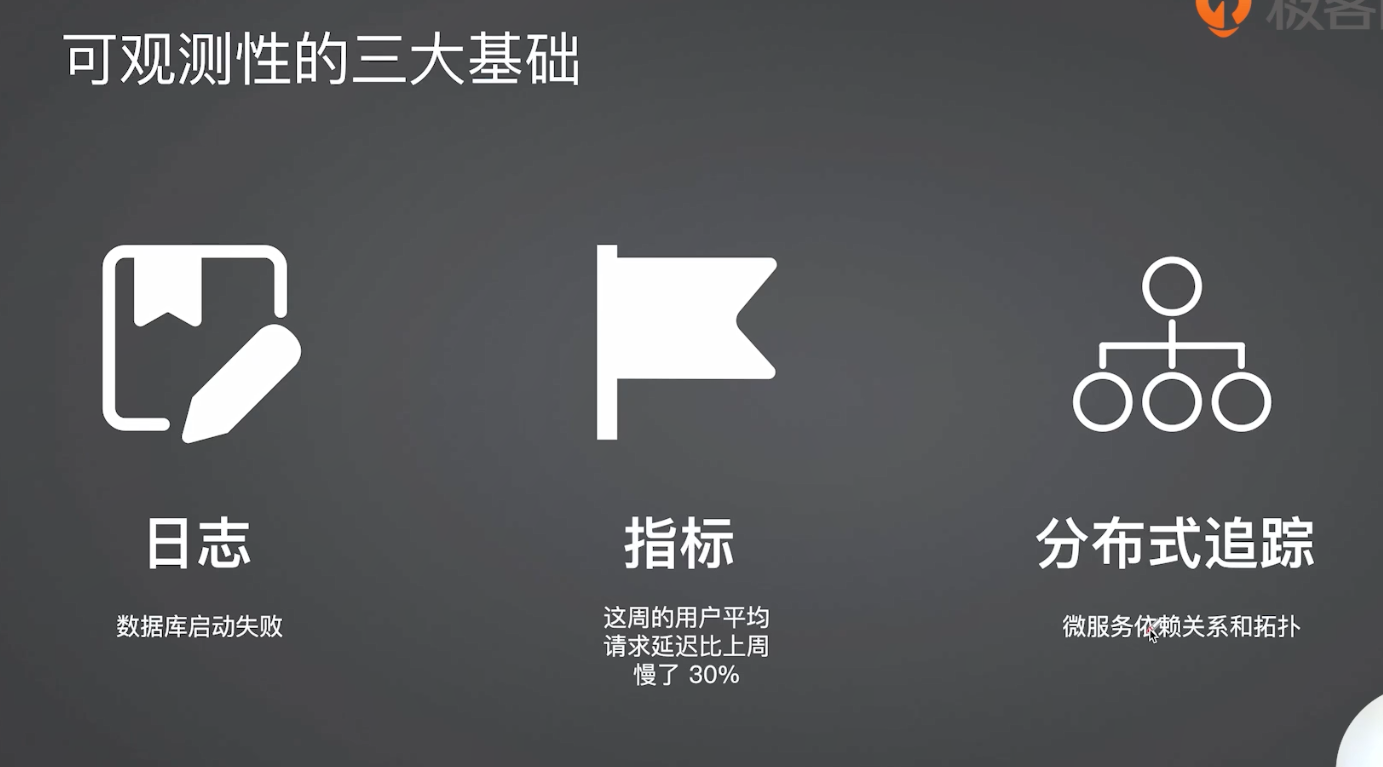 可观测性的三大基础
极客
日志
指标
分布式追踪
数据库启动失败
这周的用户平均
请求延迟比上周
慢了 30%
微服务依赖关系和拓扑